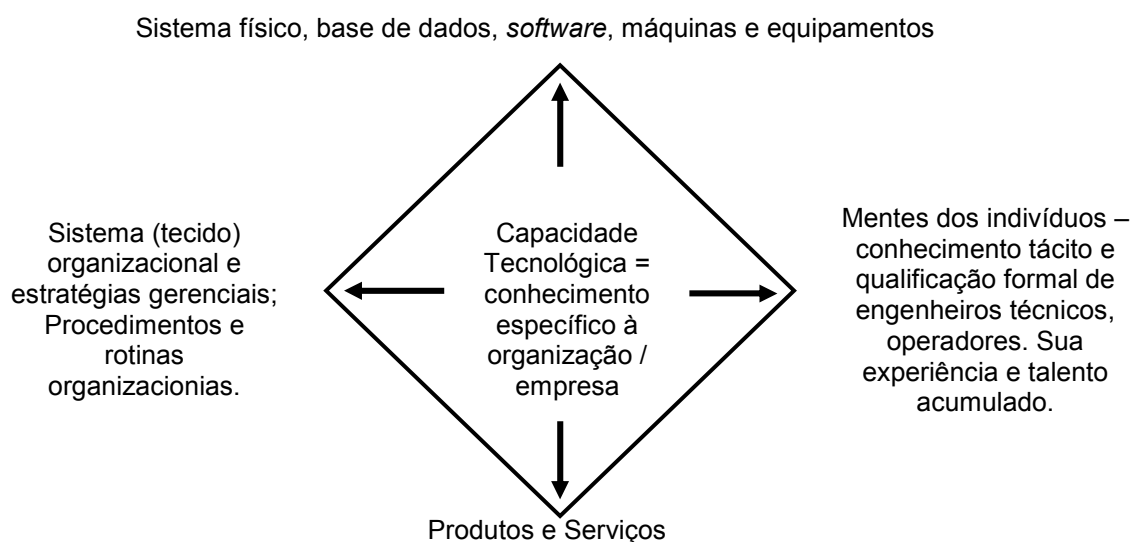 Sistema físico, base de dados, software, máquinas e equipamentos
Sistema (tecido)
organizacional e
estratégias gerenciais;
Procedimentos e
rotinas
organizacionias.
Capacidade
Tecnológica =
conhecimento
específico à
organização /
empresa
Mentes dos indivíduos –
conhecimento tácito e
qualificação formal de
engenheiros técnicos,
operadores. Sua
experiência e talento
acumulado.
Produtos e Serviços